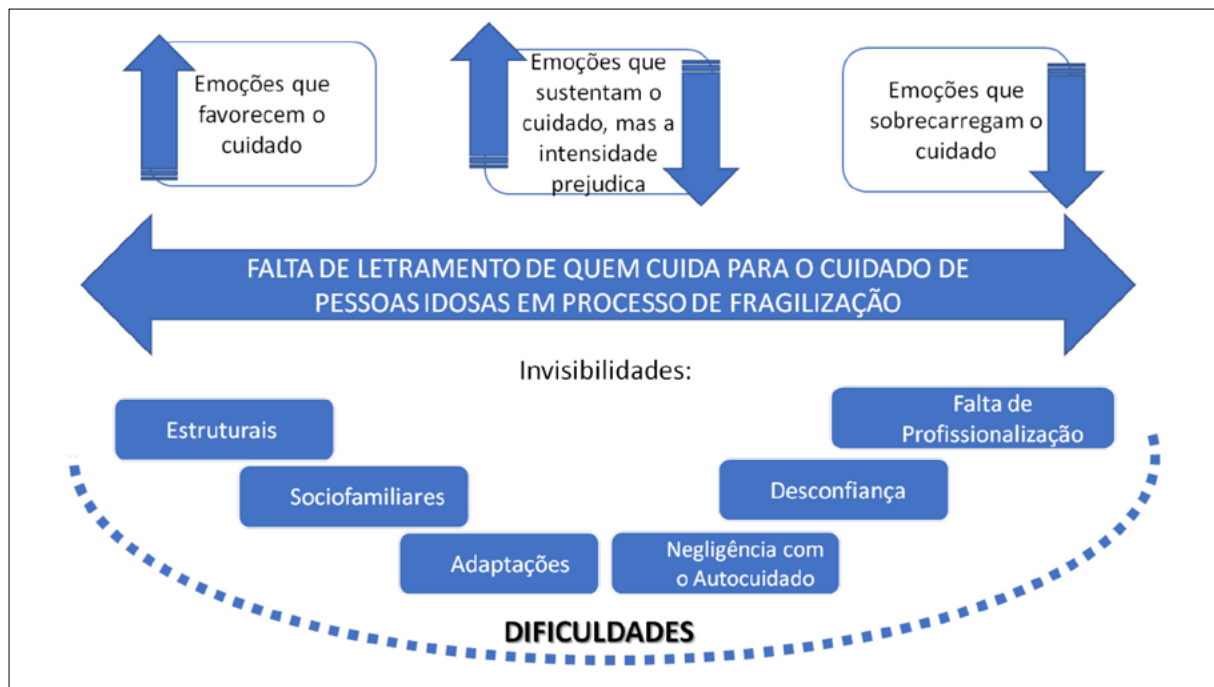 Emoções que
favorecem o
cuidado
Emoções que
sustentam o
cuidado, mas a
intensidade
prejudica
Emoções que
sobrecarregam o
cuidado
FALTA DE LETRAMENTO DE QUEM CUIDA PARA O CUIDADO DE
PESSOAS IDOSAS EM PROCESSO DE FRAGILIZAÇÃO
Invisibilidades:
Estruturais
Sociofamiliares
Adaptações
Negligência com
o Autocuidado
Desconfiança
Falta de
Profissionalização
DIFICULDADES